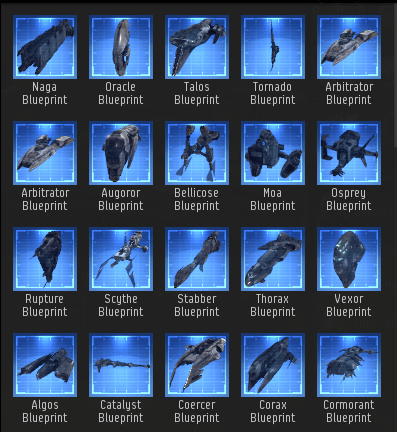 Naga Oracle Talos Tornado Arbitrator
Blueprint Blueprint Blueprint Blueprint Blueprint
Arbitrator Augoror Bellicose Moa Osprey
Blueprint Blueprint Blueprint Blueprint Blueprint
Rupture Scythe Stabber Thorax Vexor
Blueprint Blueprint Blueprint Blueprint Blueprint
Algos Catalyst Coercer Corax Cormorant
Blueprint Blueprint Blueprint Blueprint Blueprint